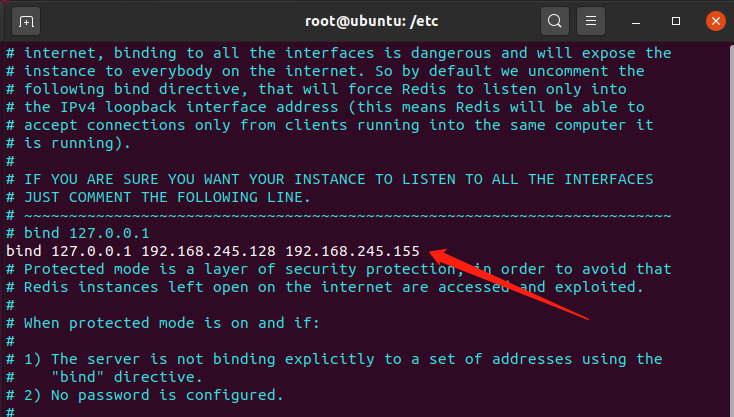 root@ubuntu: /etc
# internet, binding to all the interfaces is dangerous and will expose the
# instance to everybody on the internet. So by default we uncomment the
# following bind directive, that will force Redis to listen only into
# the IPv4 loopback interface address (this means Redis will be able to
# accept connections only from clients running into the same computer it
# is running).
#
# IF YOU ARE SURE YOU WANT YOUR INSTANCE TO LISTEN TO ALL THE INTERFACES
# JUST COMMENT THE FOLLOWING LINE.
# ~~~~~~~~~~~~~~~~~~~~~~~~~~~~~~~~~~~~~~~~~~~~~~~~~~~~~~~~~~~~~~~~~~~~~~~~
# bind 127.0.0.1
bind 127.0.0.1 192.168.245.128 192.168.245.155
# Protected mode is a layer of security protection, in order to avoid that
# Redis instances left open on the internet are accessed and exploited.
#
# When protected mode is on and if:
#
# 1) The server is not binding explicitly to a set of addresses using the
#    "bind" directive.
# 2) No password is configured.
#